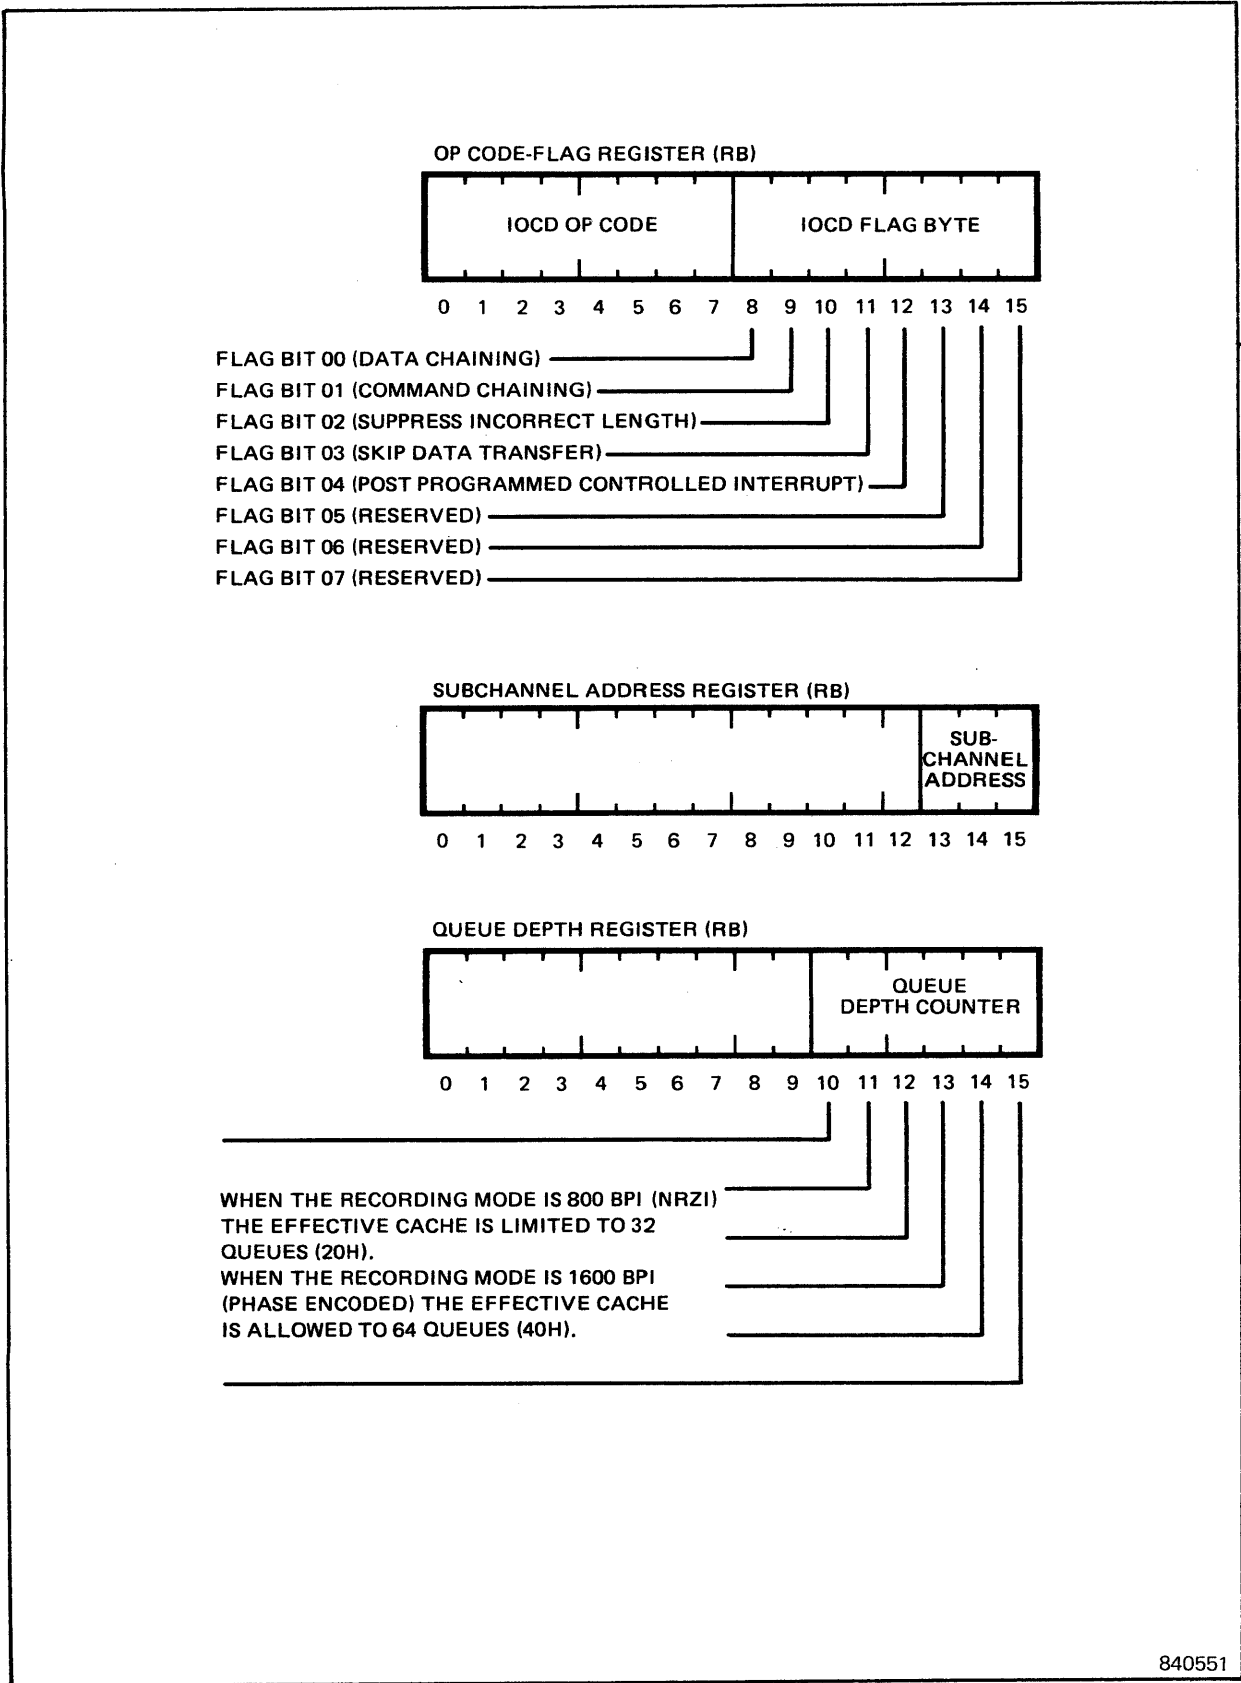 OP CODE-FLAG REGISTER (RB)
IOCD OP CODE
IOCD FLAG BYTE
0 1 2 3 4 5 6 7 8 9 10 11 12 13 14 15
FLAG BIT 00 (DATA CHAINING)
FLAG BIT 01 (COMMAND CHAINING)
FLAG BIT 02 (SUPPRESS INCORRECT LENGTH)
FLAG BIT 03 (SKIP DATA TRANSFER)
FLAG BIT 04 (POST PROGRAMMED CONTROLLED INTERRUPT)
FLAG BIT 05 (RESERVED)
FLAG BIT 06 (RESERVED)
FLAG BIT 07 (RESERVED)
SUBCHANNEL ADDRESS REGISTER (RB)
SUB-
CHANNEL
ADDRESS
0 1 2 3 4 5 6 7 8 9 10 11 12 13 14 15
QUEUE DEPTH REGISTER (RB)
QUEUE
DEPTH COUNTER
0 1 2 3 4 5 6 7 8 9 10 11 12 13 14 15
WHEN THE RECORDING MODE IS 800 BPI (NRZI)
THE EFFECTIVE CACHE IS LIMITED TO 32
QUEUES (20H).
WHEN THE RECORDING MODE IS 1600 BPI
(PHASE ENCODED) THE EFFECTIVE CACHE
IS ALLOWED TO 64 QUEUES (40H).
840551